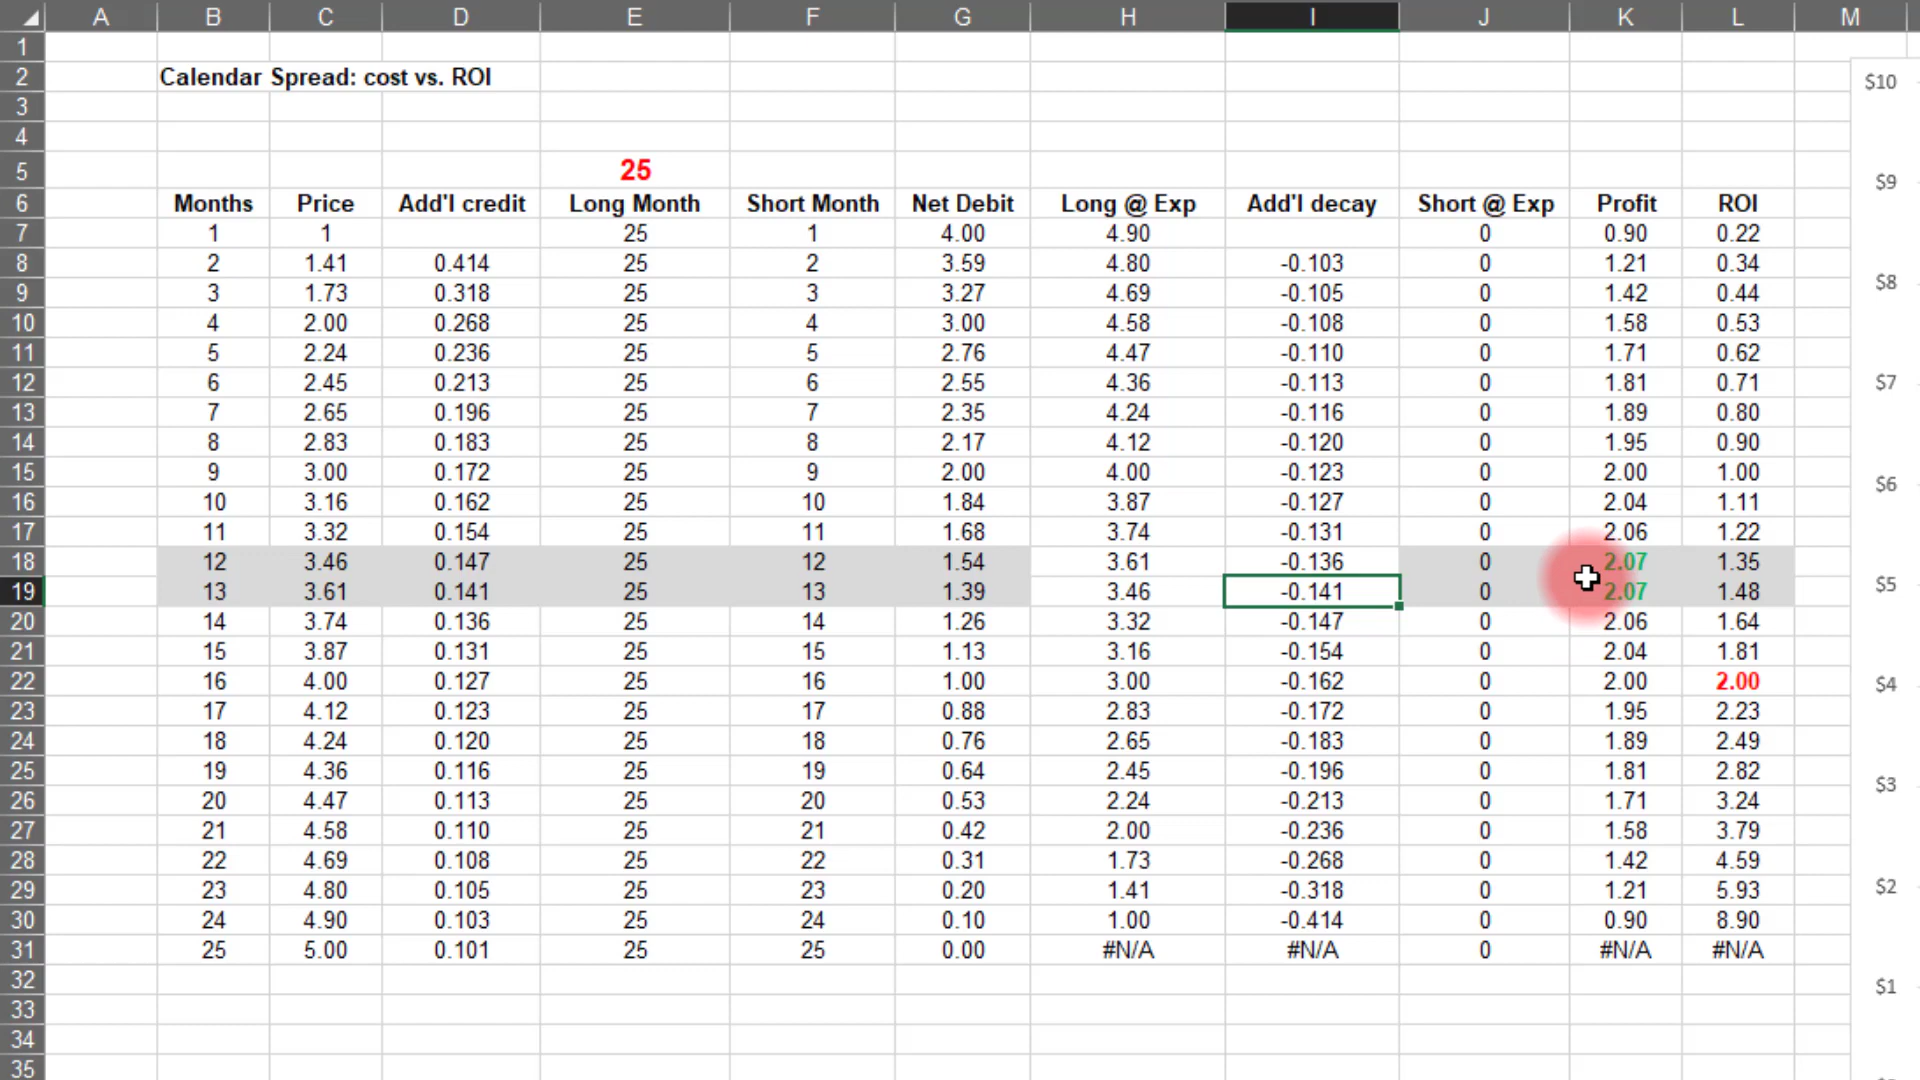 A B C D E F G H I J K L M
1
2 Calendar Spread: cost vs. ROI $10
3
4
5 25 $9
6 Months Price Add'l credit Long Month Short Month Net Debit Long @ Exp Add'l decay Short @ Exp Profit ROI
7 1 1 25 1 4.00 4.90 0 0.90 0.22
8 2 1.41 0.414 25 2 3.59 4.80 -0.103 0 1.21 0.34
9 3 1.73 0.318 25 3 3.27 4.69 -0.105 0 1.42 0.44 $8
10 4 2.00 0.268 25 4 3.00 4.58 -0.108 0 1.58 0.53
11 5 2.24 0.236 25 5 2.76 4.47 -0.110 0 1.71 0.62
12 6 2.45 0.213 25 6 2.55 4.36 -0.113 0 1.81 0.71 $7
13 7 2.65 0.196 25 7 2.35 4.24 -0.116 0 1.89 0.80
14 8 2.83 0.183 25 8 2.17 4.12 -0.120 0 1.95 0.90
15 9 3.00 0.172 25 9 2.00 4.00 -0.123 0 2.00 1.00 $6
16 10 3.16 0.162 25 10 1.84 3.87 -0.127 0 2.04 1.11
17 11 3.32 0.154 25 11 1.68 3.74 -0.131 0 2.06 1.22
18 12 3.46 0.147 25 12 1.54 3.61 -0.136 0 2.07 1.35
19 13 3.61 0.141 25 13 1.39 3.46 -0.141 0 2.07 1.48 $5
20 14 3.74 0.136 25 14 1.26 3.32 -0.147 0 2.06 1.64
21 15 3.87 0.131 25 15 1.13 3.16 -0.154 0 2.04 1.81
22 16 4.00 0.127 25 16 1.00 3.00 -0.162 0 2.00 2.00 $4
23 17 4.12 0.123 25 17 0.88 2.83 -0.172 0 1.95 2.23
24 18 4.24 0.120 25 18 0.76 2.65 -0.183 0 1.89 2.49
25 19 4.36 0.116 25 19 0.64 2.45 -0.196 0 1.81 2.82 $3
26 20 4.47 0.113 25 20 0.53 2.24 -0.213 0 1.71 3.24
27 21 4.58 0.110 25 21 0.42 2.00 -0.236 0 1.58 3.79
28 22 4.69 0.108 25 22 0.31 1.73 -0.268 0 1.42 4.59
29 23 4.80 0.105 25 23 0.20 1.41 -0.318 0 1.21 5.93 $2
30 24 4.90 0.103 25 24 0.10 1.00 -0.414 0 0.90 8.90
31 25 5.00 0.101 25 25 0.00 #N/A #N/A 0 #N/A #N/A
32 $1
33
34
35